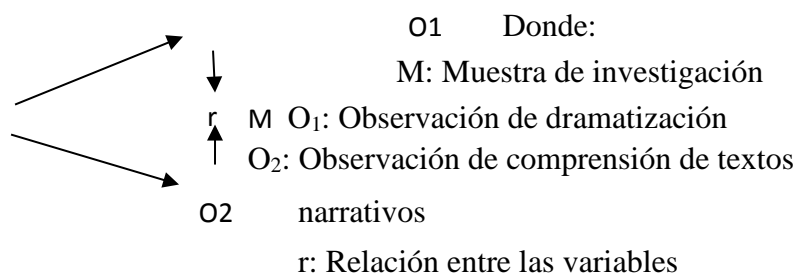 O1 Donde:
M: Muestra de investigación
r M O₁: Observación de dramatización
O₂: Observación de comprensión de textos
O2 narrativos
r: Relación entre las variables